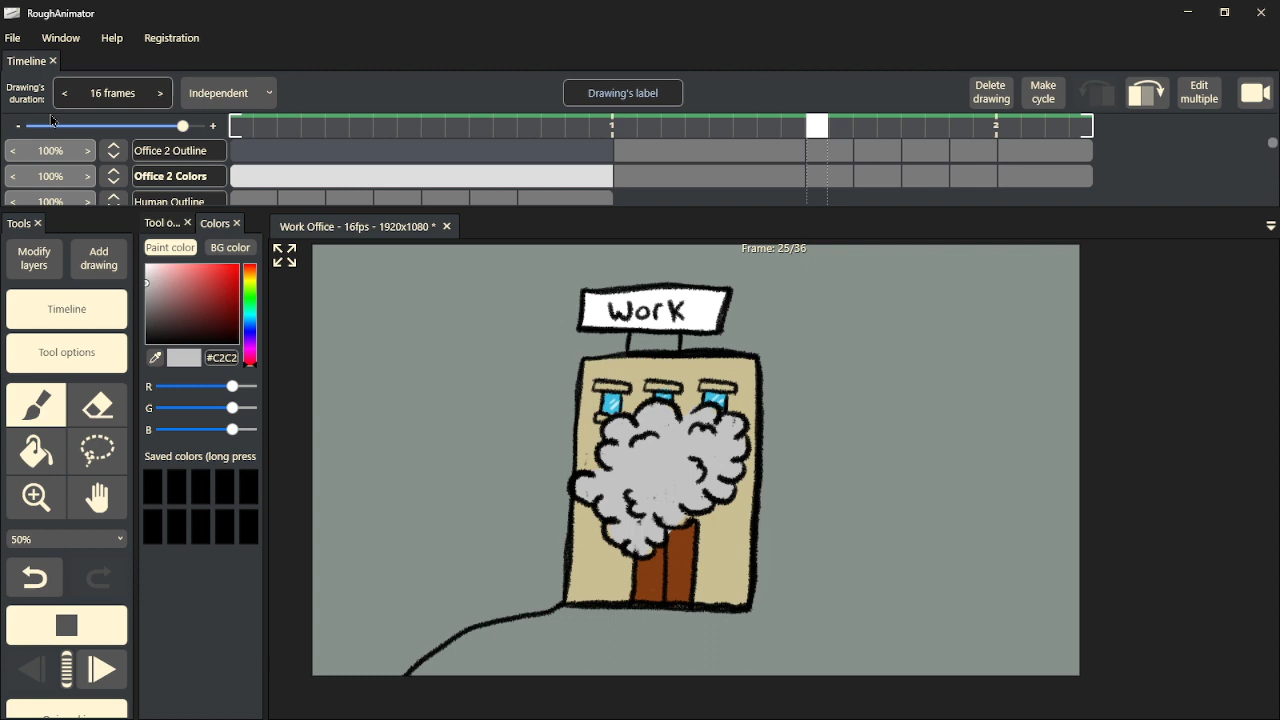 RoughAnimator
File Window Help Registration
Timeline ×
Drawing's duration: < 16 frames > Independent Drawing's label Delete drawing Make cycle Edit multiple
- + 1 2
< 100% > Office 2 Outline
< 100% > Office 2 Colors
< 100% > Human Outline
Tools × Tool o... × Colors × Work Office - 16fps - 1920x1080 * ×
Modify layers Add drawing Paint color BG color Frame: 25/36
Timeline
Work
Tool options #C2C2
R
G
B
Saved colors (long press
50%